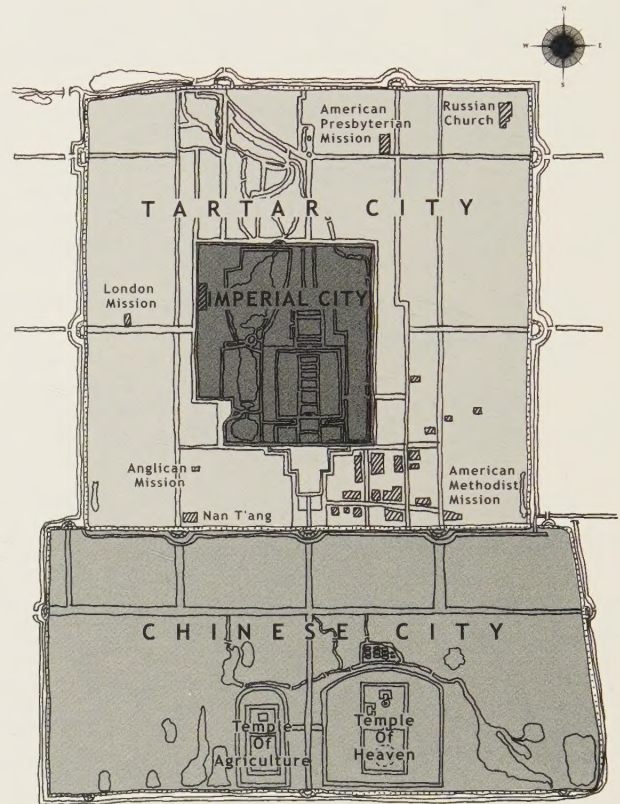 N
W E
S
American
Presbyterian
Mission
Russian
Church
TARTAR CITY
London
Mission
IMPERIAL CITY
Anglican
Mission
American
Methodist
Mission
Nan T'ang
CHINESE CITY
Temple
Of
Agriculture
Temple
Of
Heaven